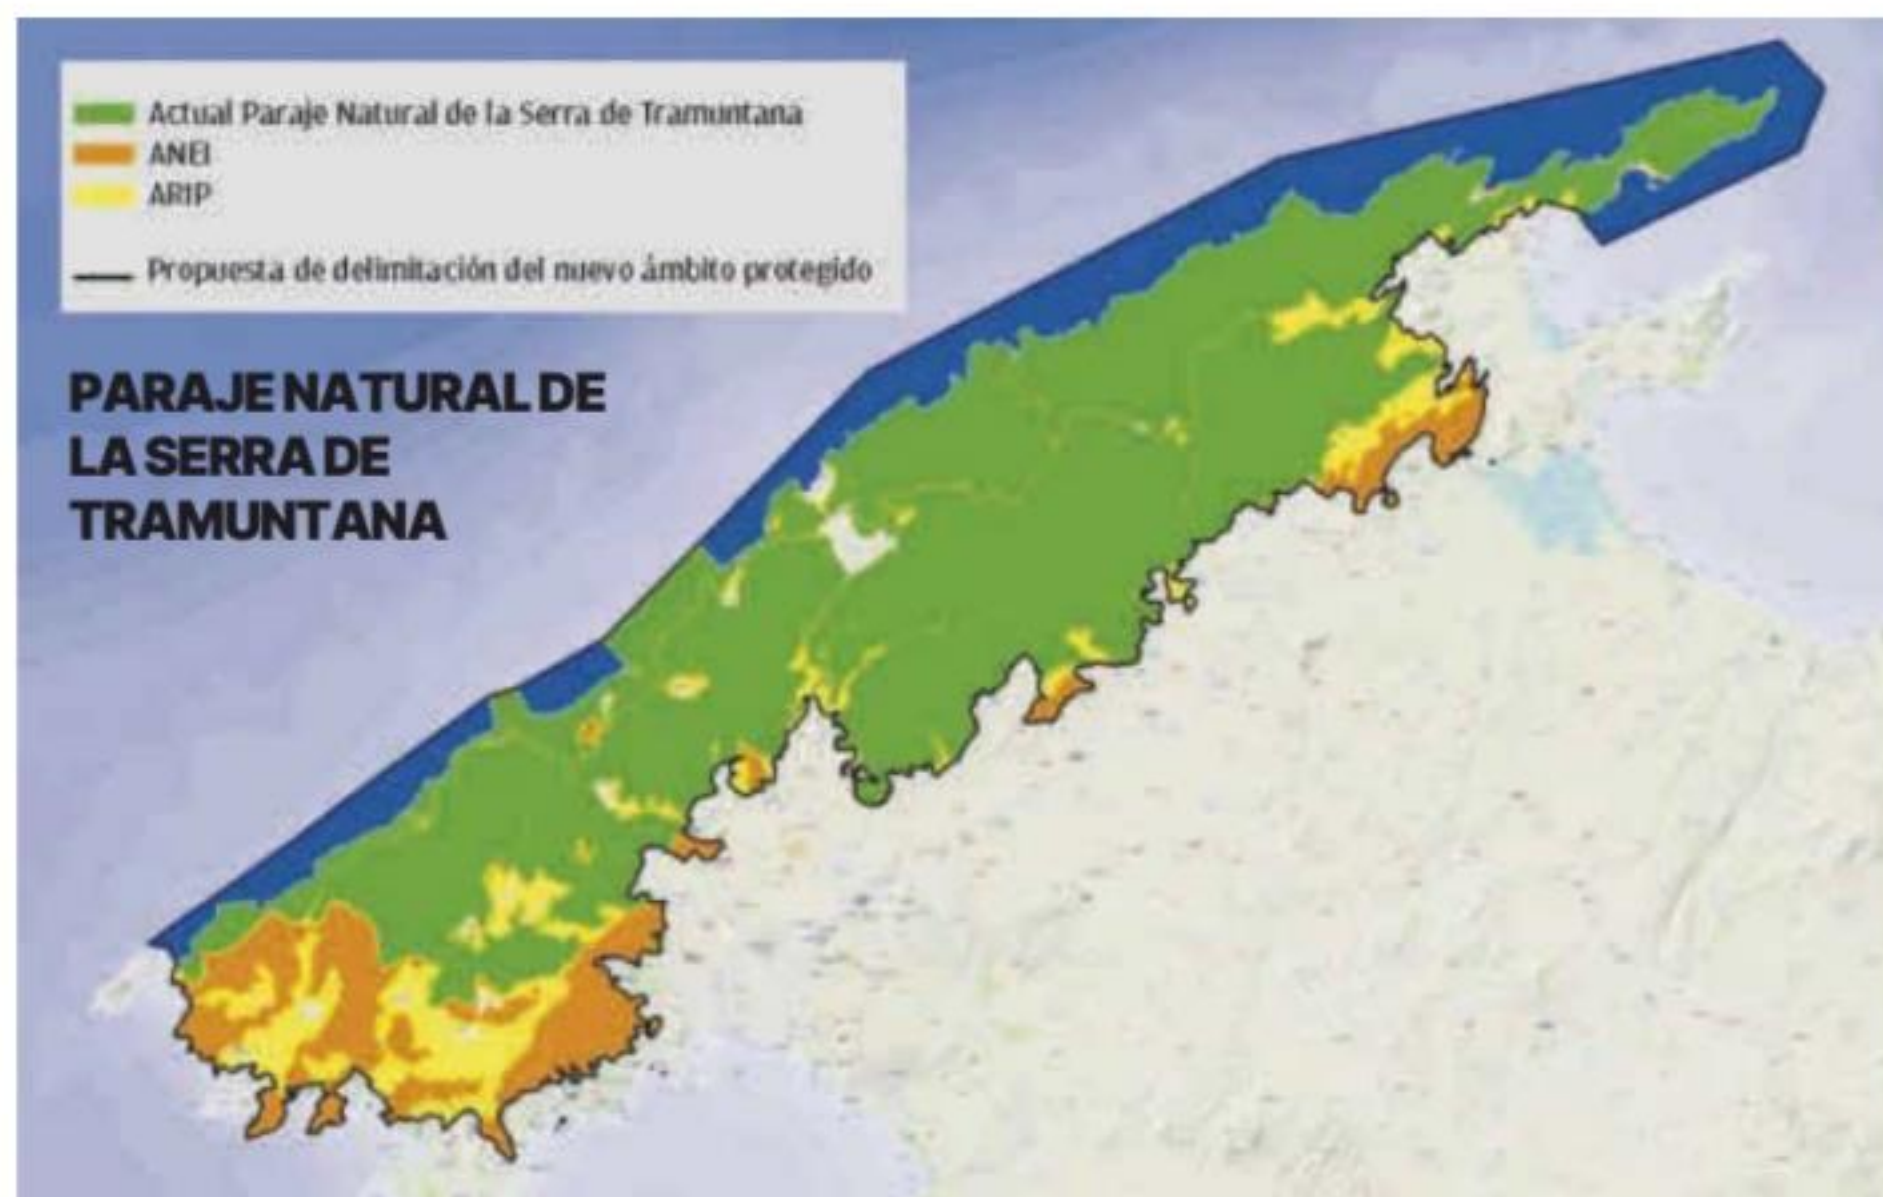 Actual Paraje Natural de la Serra de Tramuntana
ANEI
ARIP
Propuesta de delimitación del nuevo ámbito protegido
PARAJE NATURAL DE
LA SERRA DE
TRAMUNTANA